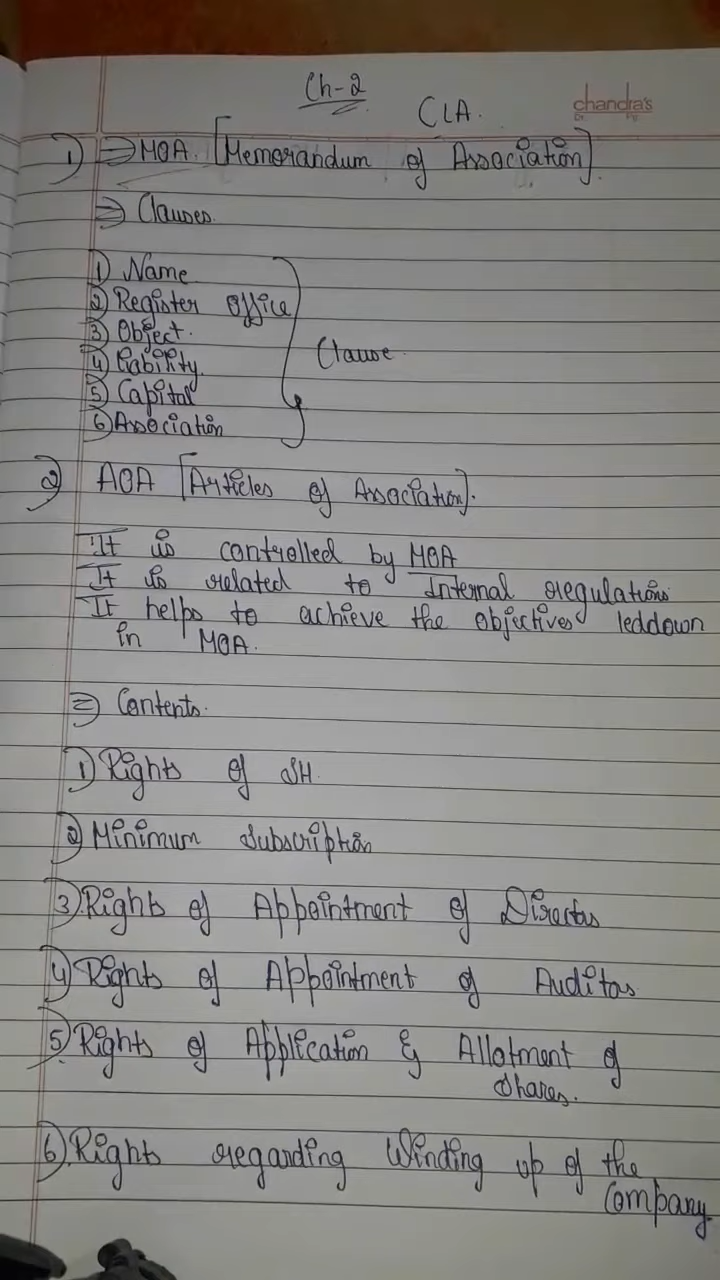 Ch-2
CLA.
chandra's
1) => MOA. [Memorandum of Association]
=> Clauses.
1) Name
2) Register office
3) Object.
4) Liability.
5) Capital
6) Association
Clause.
2) AOA [Articles of Association].
It is controlled by MOA
It is related to Internal regulations
It helps to achieve the objectives leddown
in MOA.
=> Contents.
1) Rights of SH.
2) Minimum Subscription
3) Rights of Appointment of Directors
4) Rights of Appointment of Auditors
5) Rights of Application & Allotment of
Shares.
6) Rights regarding Winding up of the
Company